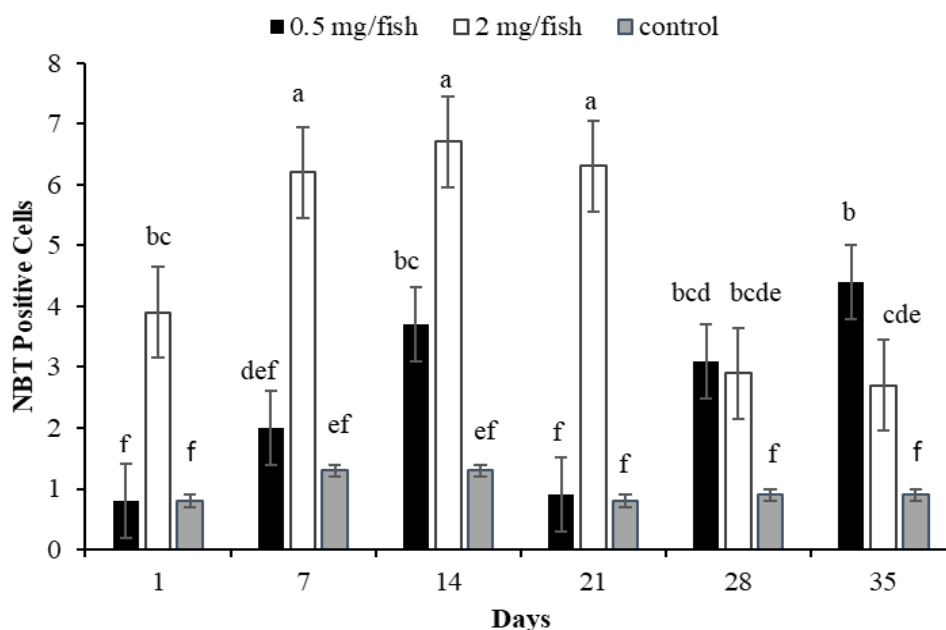 0.5 mg/fish 2 mg/fish control
8
7
6
5
4
3
2
1
0
NBT Positive Cells
f bc f
def a ef
bc a ef
f a f
bcd bcde f
b cde f
1 7 14 21 28 35
Days